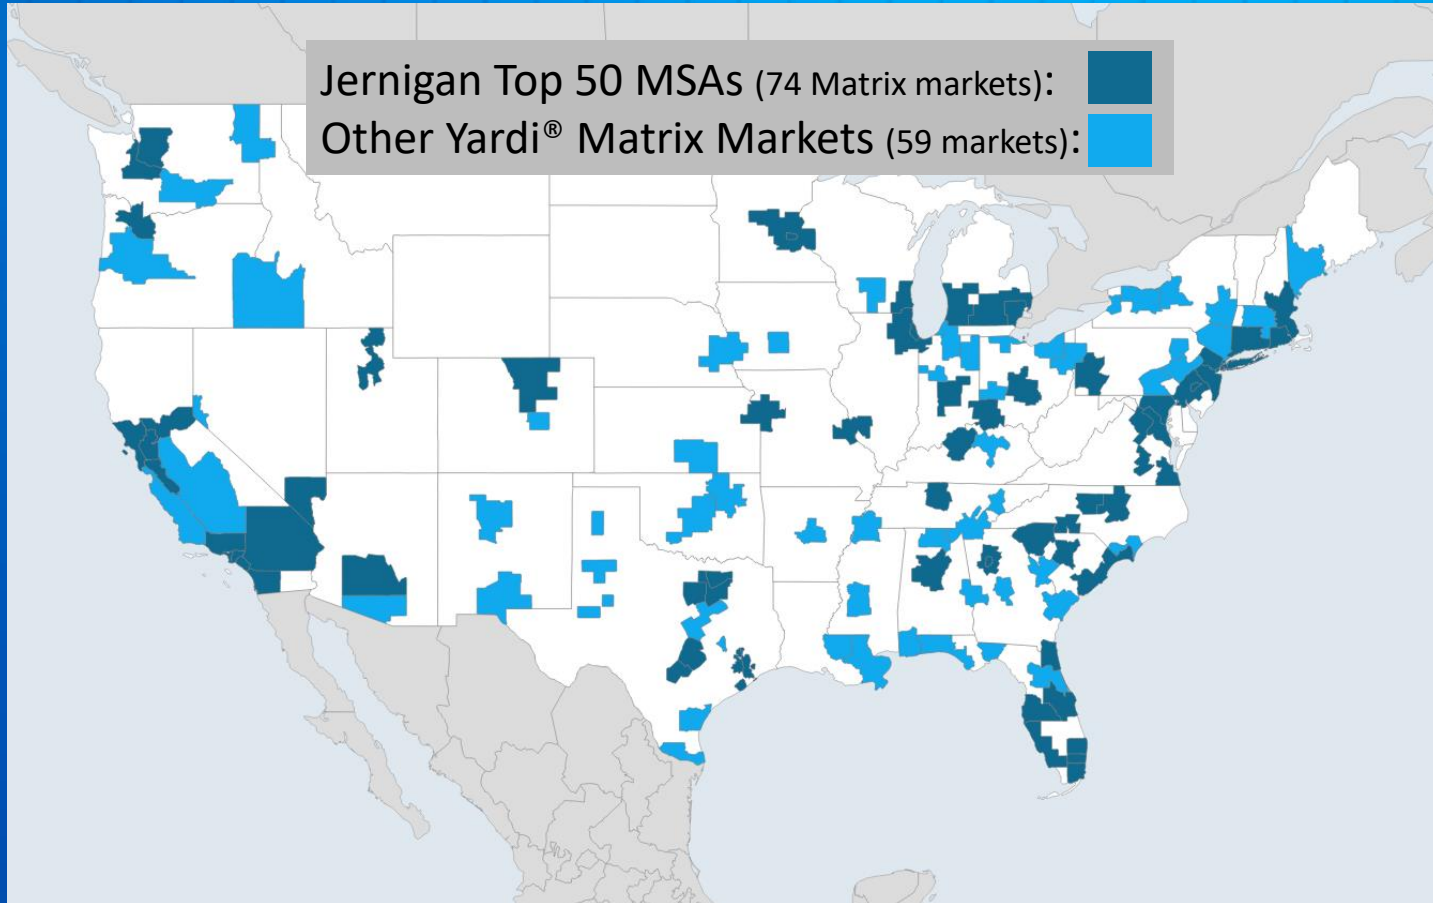 Jernigan Top 50 MSAs (74 Matrix markets):
Other Yardi® Matrix Markets (59 markets):